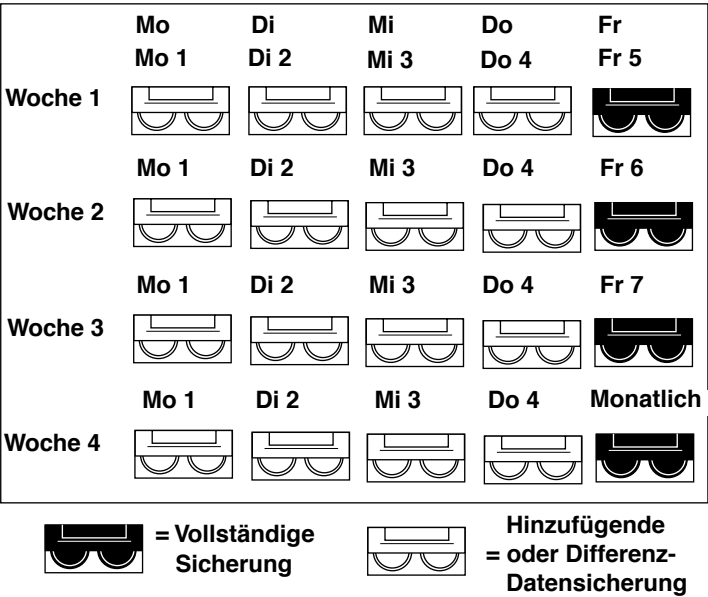 Mo Di Mi Do Fr
Mo 1 Di 2 Mi 3 Do 4 Fr 5
Woche 1
Mo 1 Di 2 Mi 3 Do 4 Fr 6
Woche 2
Mo 1 Di 2 Mi 3 Do 4 Fr 7
Woche 3
Mo 1 Di 2 Mi 3 Do 4 Monatlich
Woche 4
= Vollständige
Sicherung
Hinzufügende
= oder Differenz-
Datensicherung